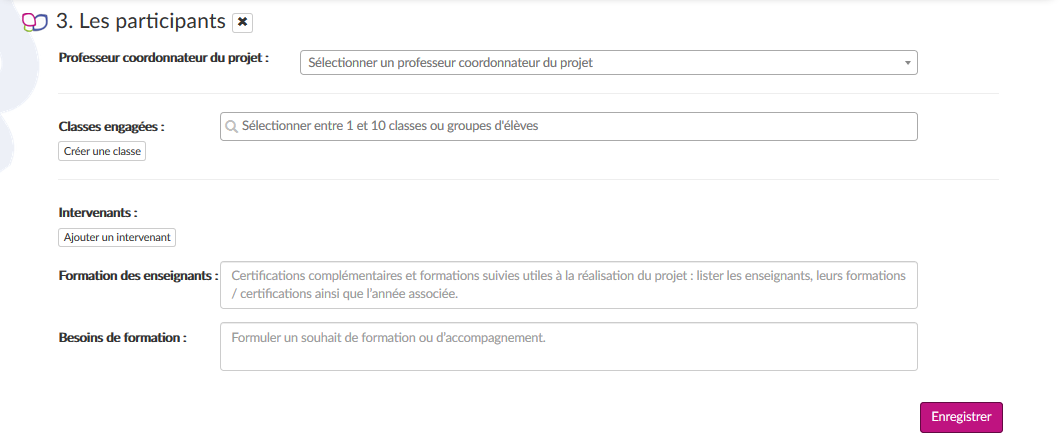 3. Les participants
Professeur coordonnateur du projet :
Sélectionner un professeur coordonnateur du projet
Classes engagées :
Sélectionner entre 1 et 10 classes ou groupes d'élèves
Créer une classe
Intervenants :
Ajouter un intervenant
Formation des enseignants :
Certifications complémentaires et formations suivies utiles à la réalisation du projet : lister les enseignants, leurs formations
/ certifications ainsi que l’année associée.
Besoins de formation :
Formuler un souhait de formation ou d’accompagnement.
Enregistrer